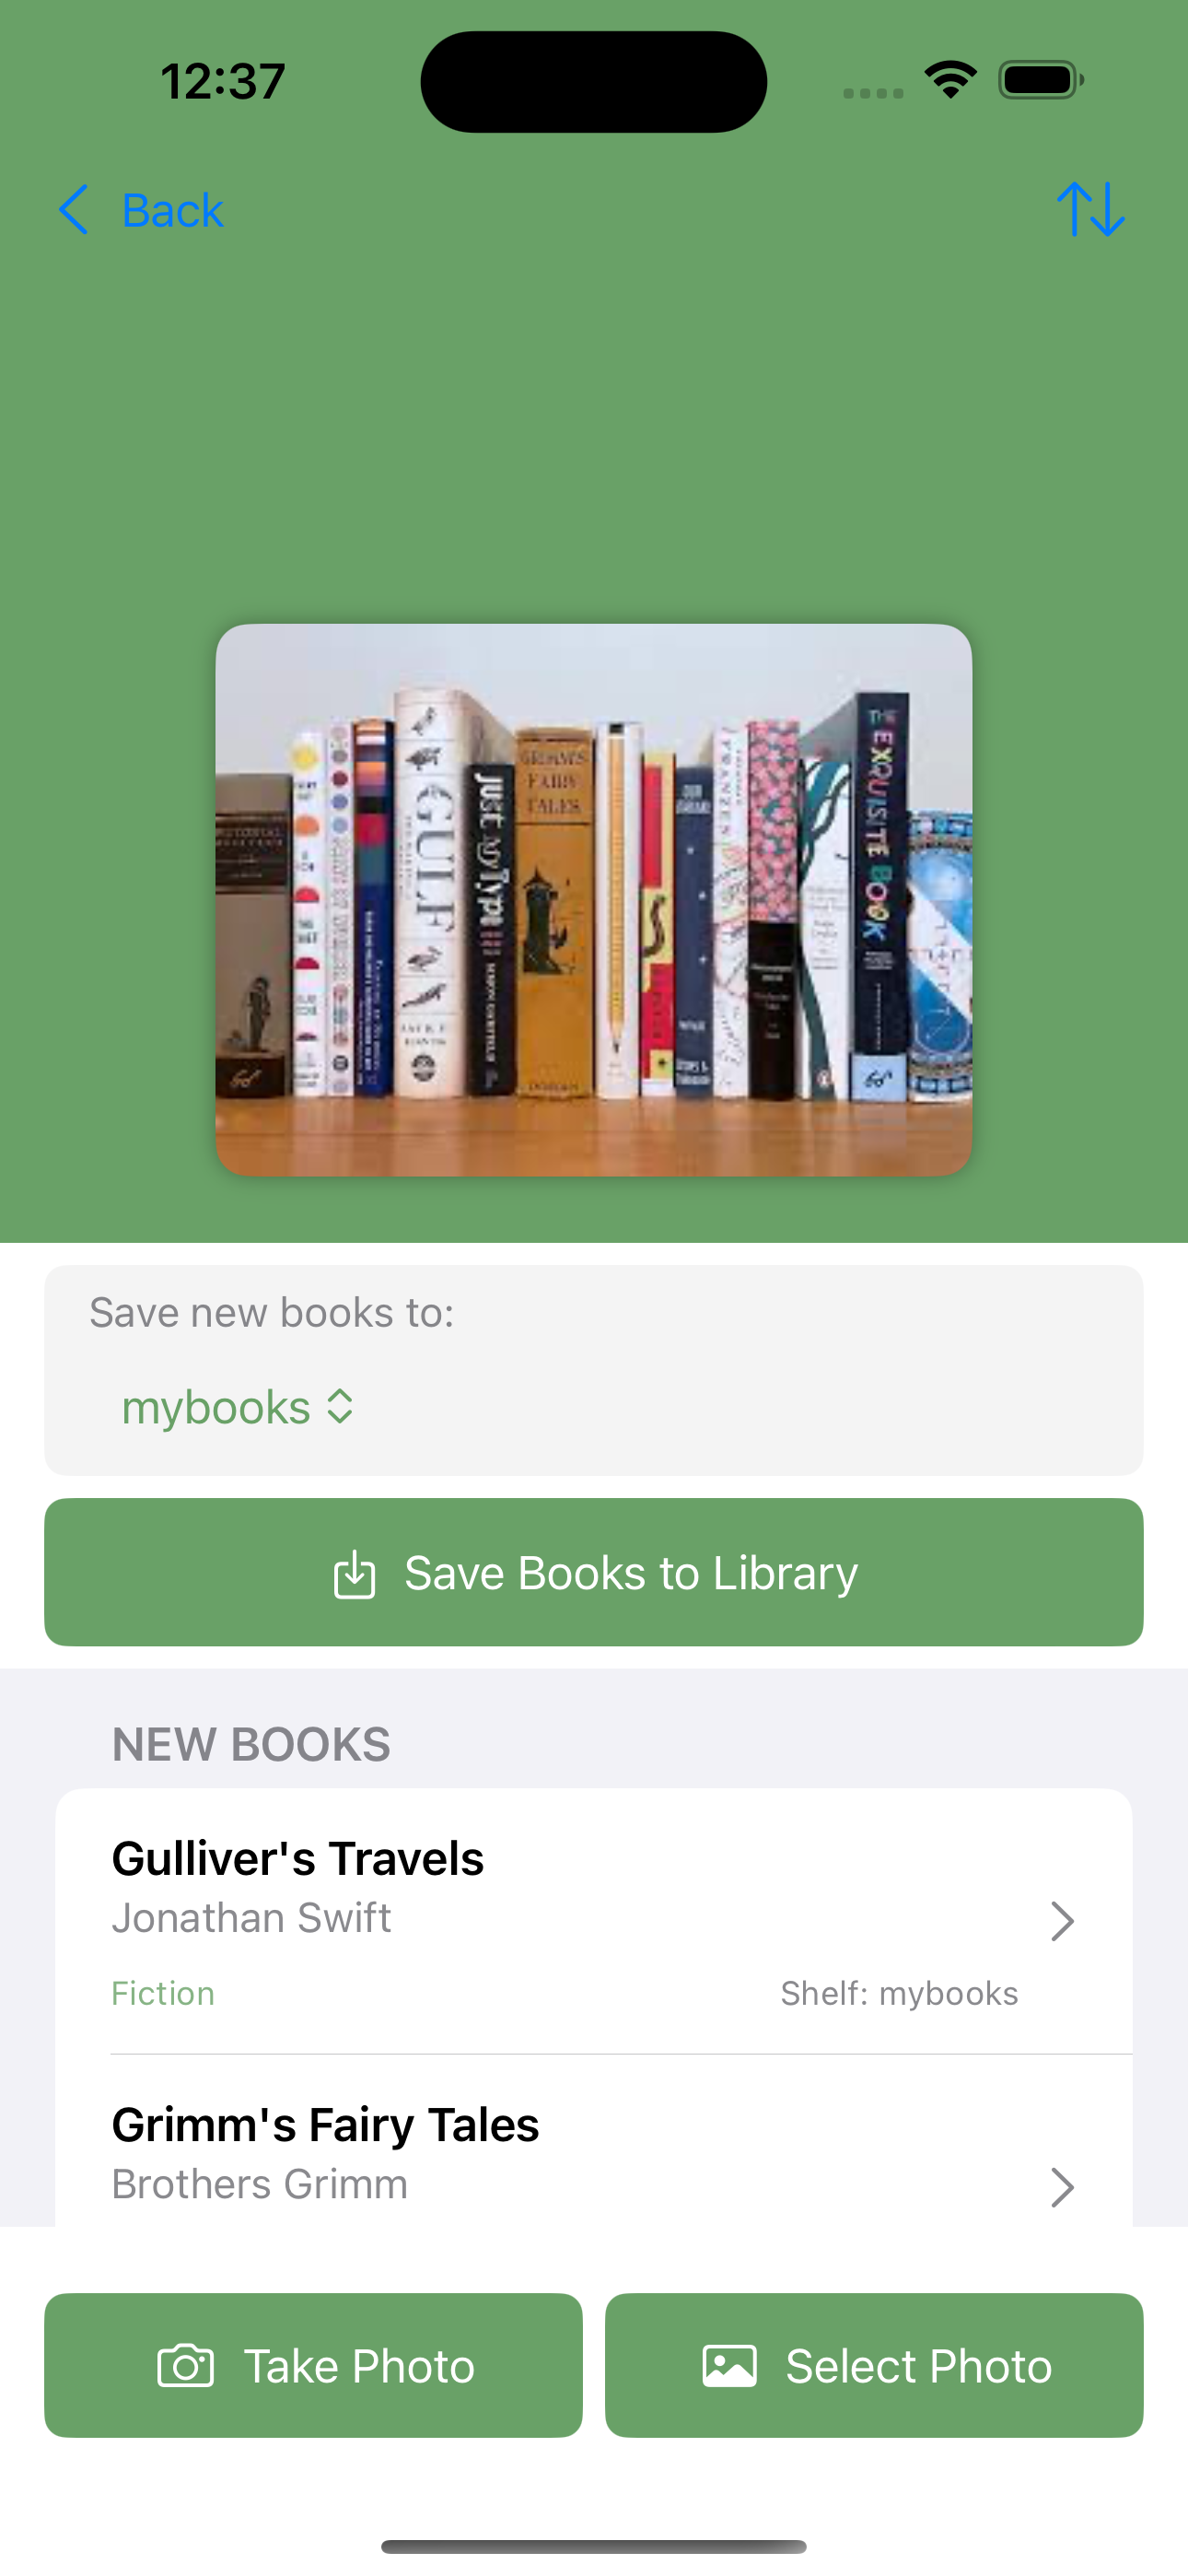 12:37
Back
GULF
just My Type
GRIMM'S
FAIRY
TALES
THE EXQUISITE BOOK
Save new books to:
mybooks
Save Books to Library
NEW BOOKS
Gulliver's Travels
Jonathan Swift
Fiction
Shelf: mybooks
Grimm's Fairy Tales
Brothers Grimm
Take Photo
Select Photo